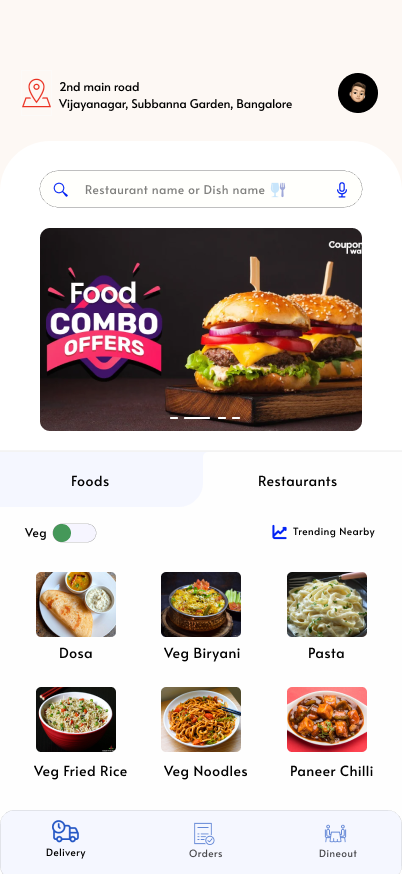 2nd main road
Vijayanagar, Subbanna Garden, Bangalore
Restaurant name or Dish name
Coupon
I wa
Food
COMBO
OFFERS
Foods
Restaurants
Veg
Trending Nearby
Dosa
Veg Biryani
Pasta
Veg Fried Rice
Veg Noodles
Paneer Chilli
Delivery
Orders
Dineout